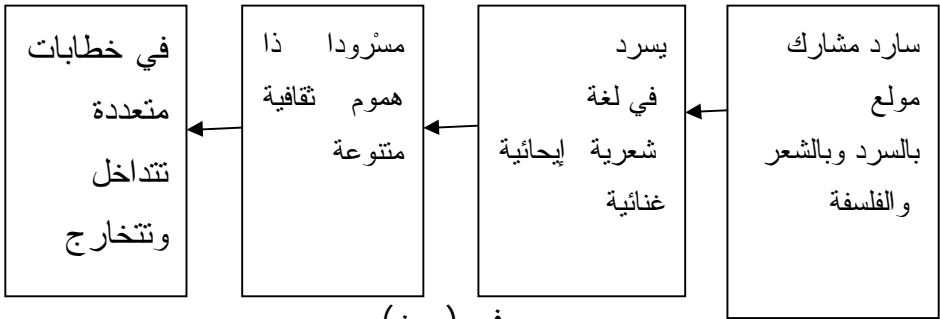 سارد مشارك
مولع
بالسرد وبالشعر
والفلسفة
يسرد
في لغة
شعرية إيحائية
غنائية
مسْرودا ذا
هموم ثقافية
متنوعة
في خطابات
متعددة
تتداخل
وتتخارج